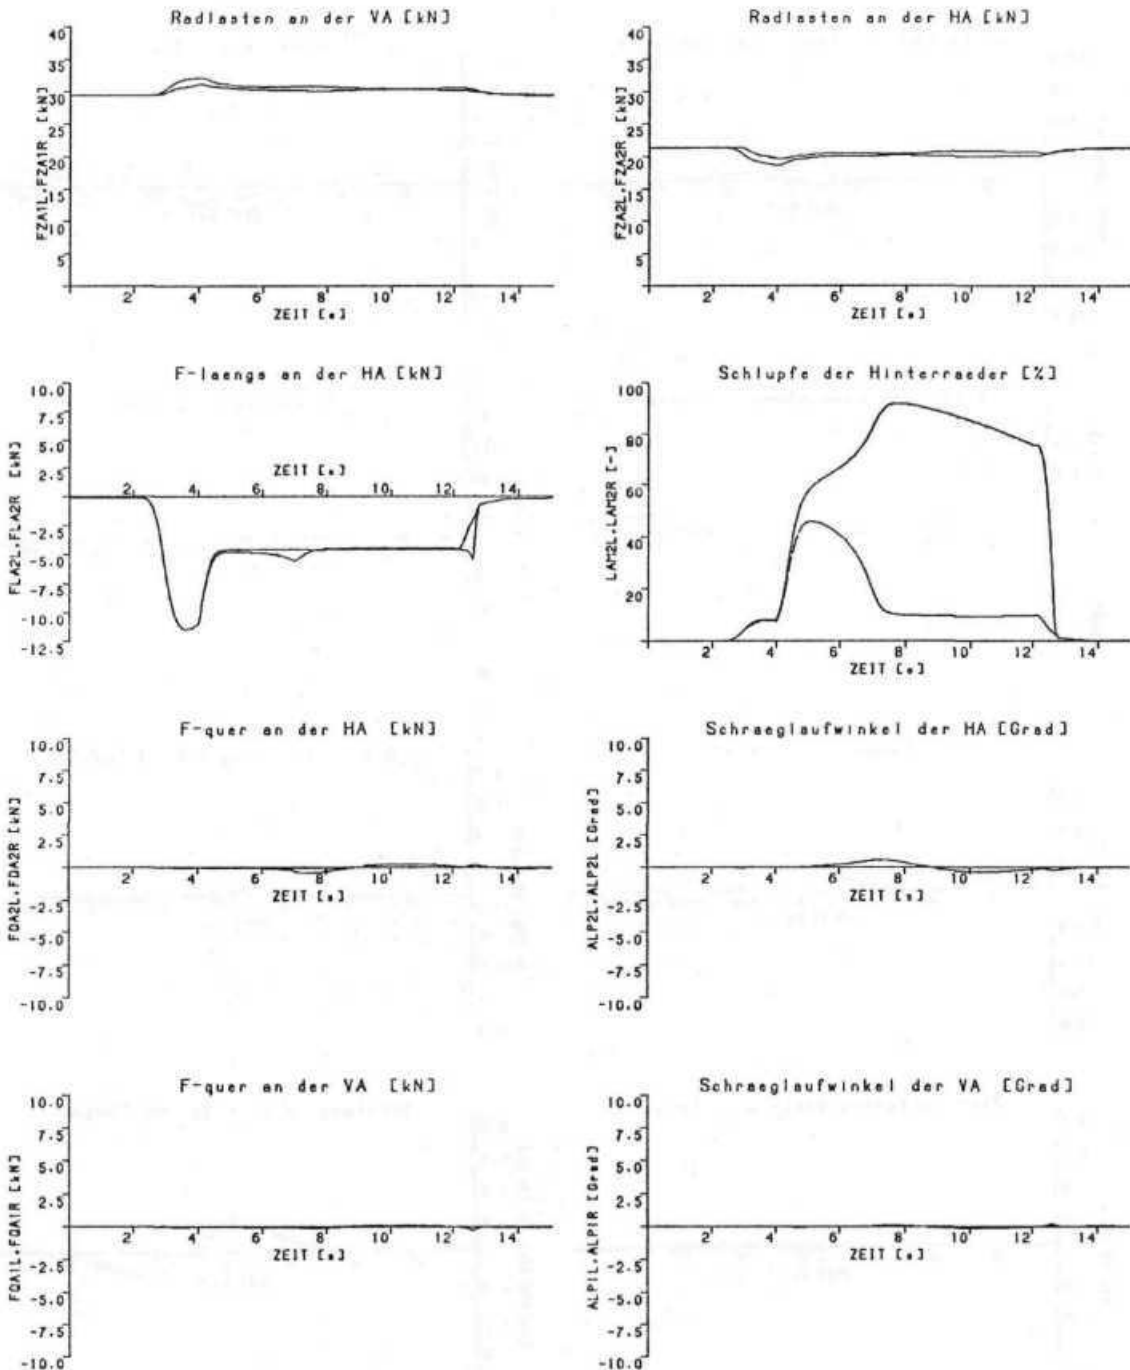 Radlasten an der VA [kN]
40
35
30
25
20
15
10
5
FZA1L,FZA1R [kN]
2 4 6 8 10 12 14
ZEIT [s]
Radlasten an der HA [kN]
40
35
30
25
20
15
10
5
FZA2L,FZA2R [kN]
2 4 6 8 10 12 14
ZEIT [s]
F-laengs an der HA [kN]
10.0
7.5
5.0
2.5
-2.5
-5.0
-7.5
-10.0
-12.5
FLA2L,FLA2R [kN]
ZEIT [s]
2 4 6 8 10 12 14
Schlupfe der Hinterraeder [%]
100
80
60
40
20
LAM2L,LAM2R [-]
2 4 6 8 10 12 14
ZEIT [s]
F-quer an der HA [kN]
10.0
7.5
5.0
2.5
-2.5
-5.0
-7.5
-10.0
FQA2L,FQA2R [kN]
2 4 6 8 10 12 14
ZEIT [s]
Schraeglaufwinkel der HA [Grad]
10.0
7.5
5.0
2.5
-2.5
-5.0
-7.5
-10.0
ALP2L,ALP2L [Grad]
2 4 6 8 10 12 14
ZEIT [s]
F-quer an der VA [kN]
10.0
7.5
5.0
2.5
-2.5
-5.0
-7.5
-10.0
FQA1L,FQA1R [kN]
2 4 6 8 10 12 14
ZEIT [s]
Schraeglaufwinkel der VA [Grad]
10.0
7.5
5.0
2.5
-2.5
-5.0
-7.5
-10.0
ALP1L,ALP1R [Grad]
2 4 6 8 10 12 14
ZEIT [s]